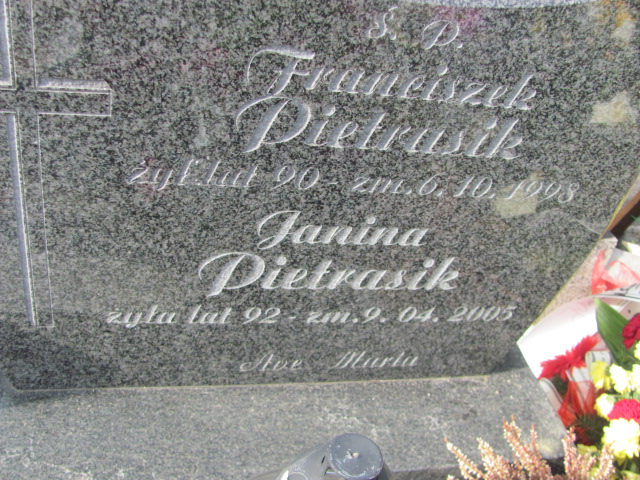 Ś. P.
Franciszek
Pietrasik
żył lat 90 - zm. 6. 10. 1998
Janina
Pietrasik
żyła lat 92 - zm. 9. 04. 2005
Ave Maria